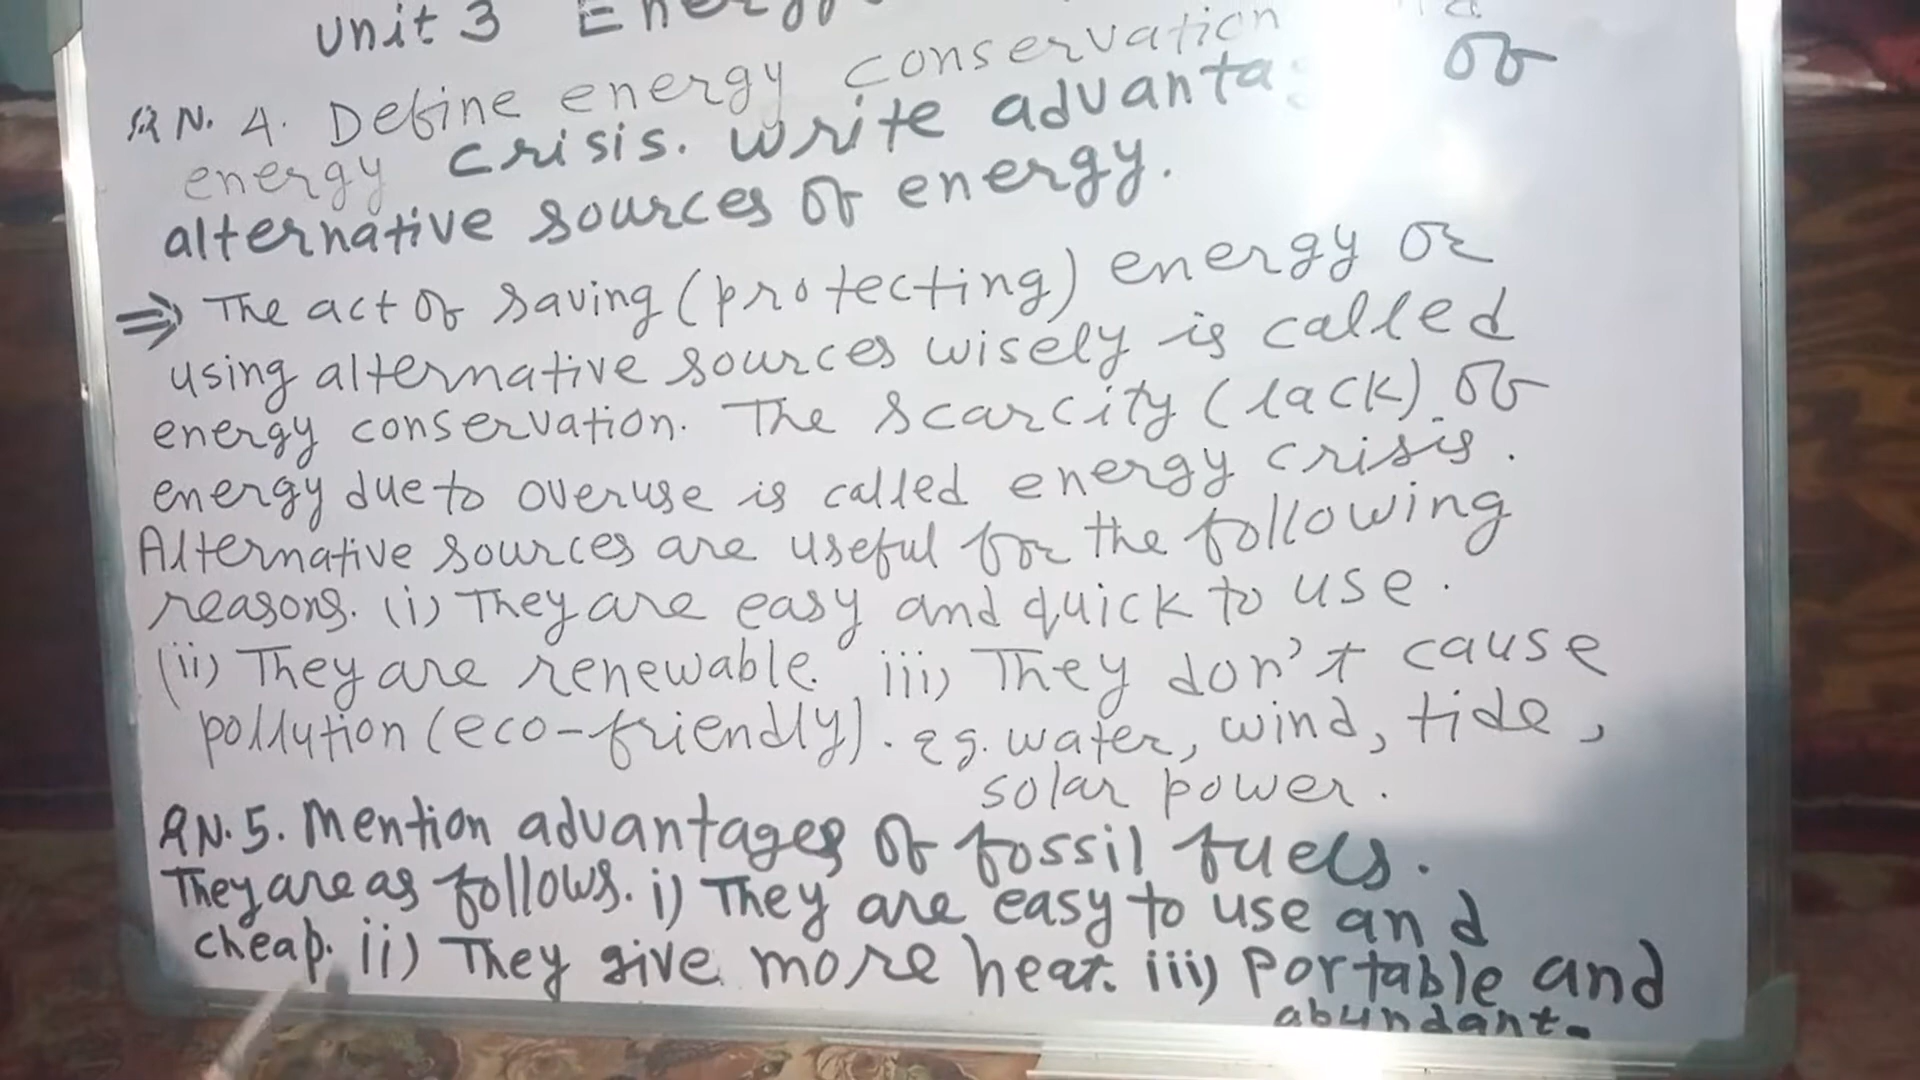 Unit 3 Energy
Q.N. 4. Define energy conservation
energy crisis. Write advanta of
alternative sources of energy.
⇒ The act of saving (protecting) energy or
using alternative sources wisely is called
energy conservation. The scarcity (lack) of
energy due to overuse is called energy crisis.
Alternative sources are useful for the following
reasons. (i) They are easy and quick to use.
(ii) They are renewable. iii) They don't cause
pollution (eco-friendly). eg. water, wind, tide,
solar power.
Q.N. 5. Mention advantages of fossil fuels.
They are as follows. i) They are easy to use and
cheap. ii) They give more heat. iii) Portable and
abundant.